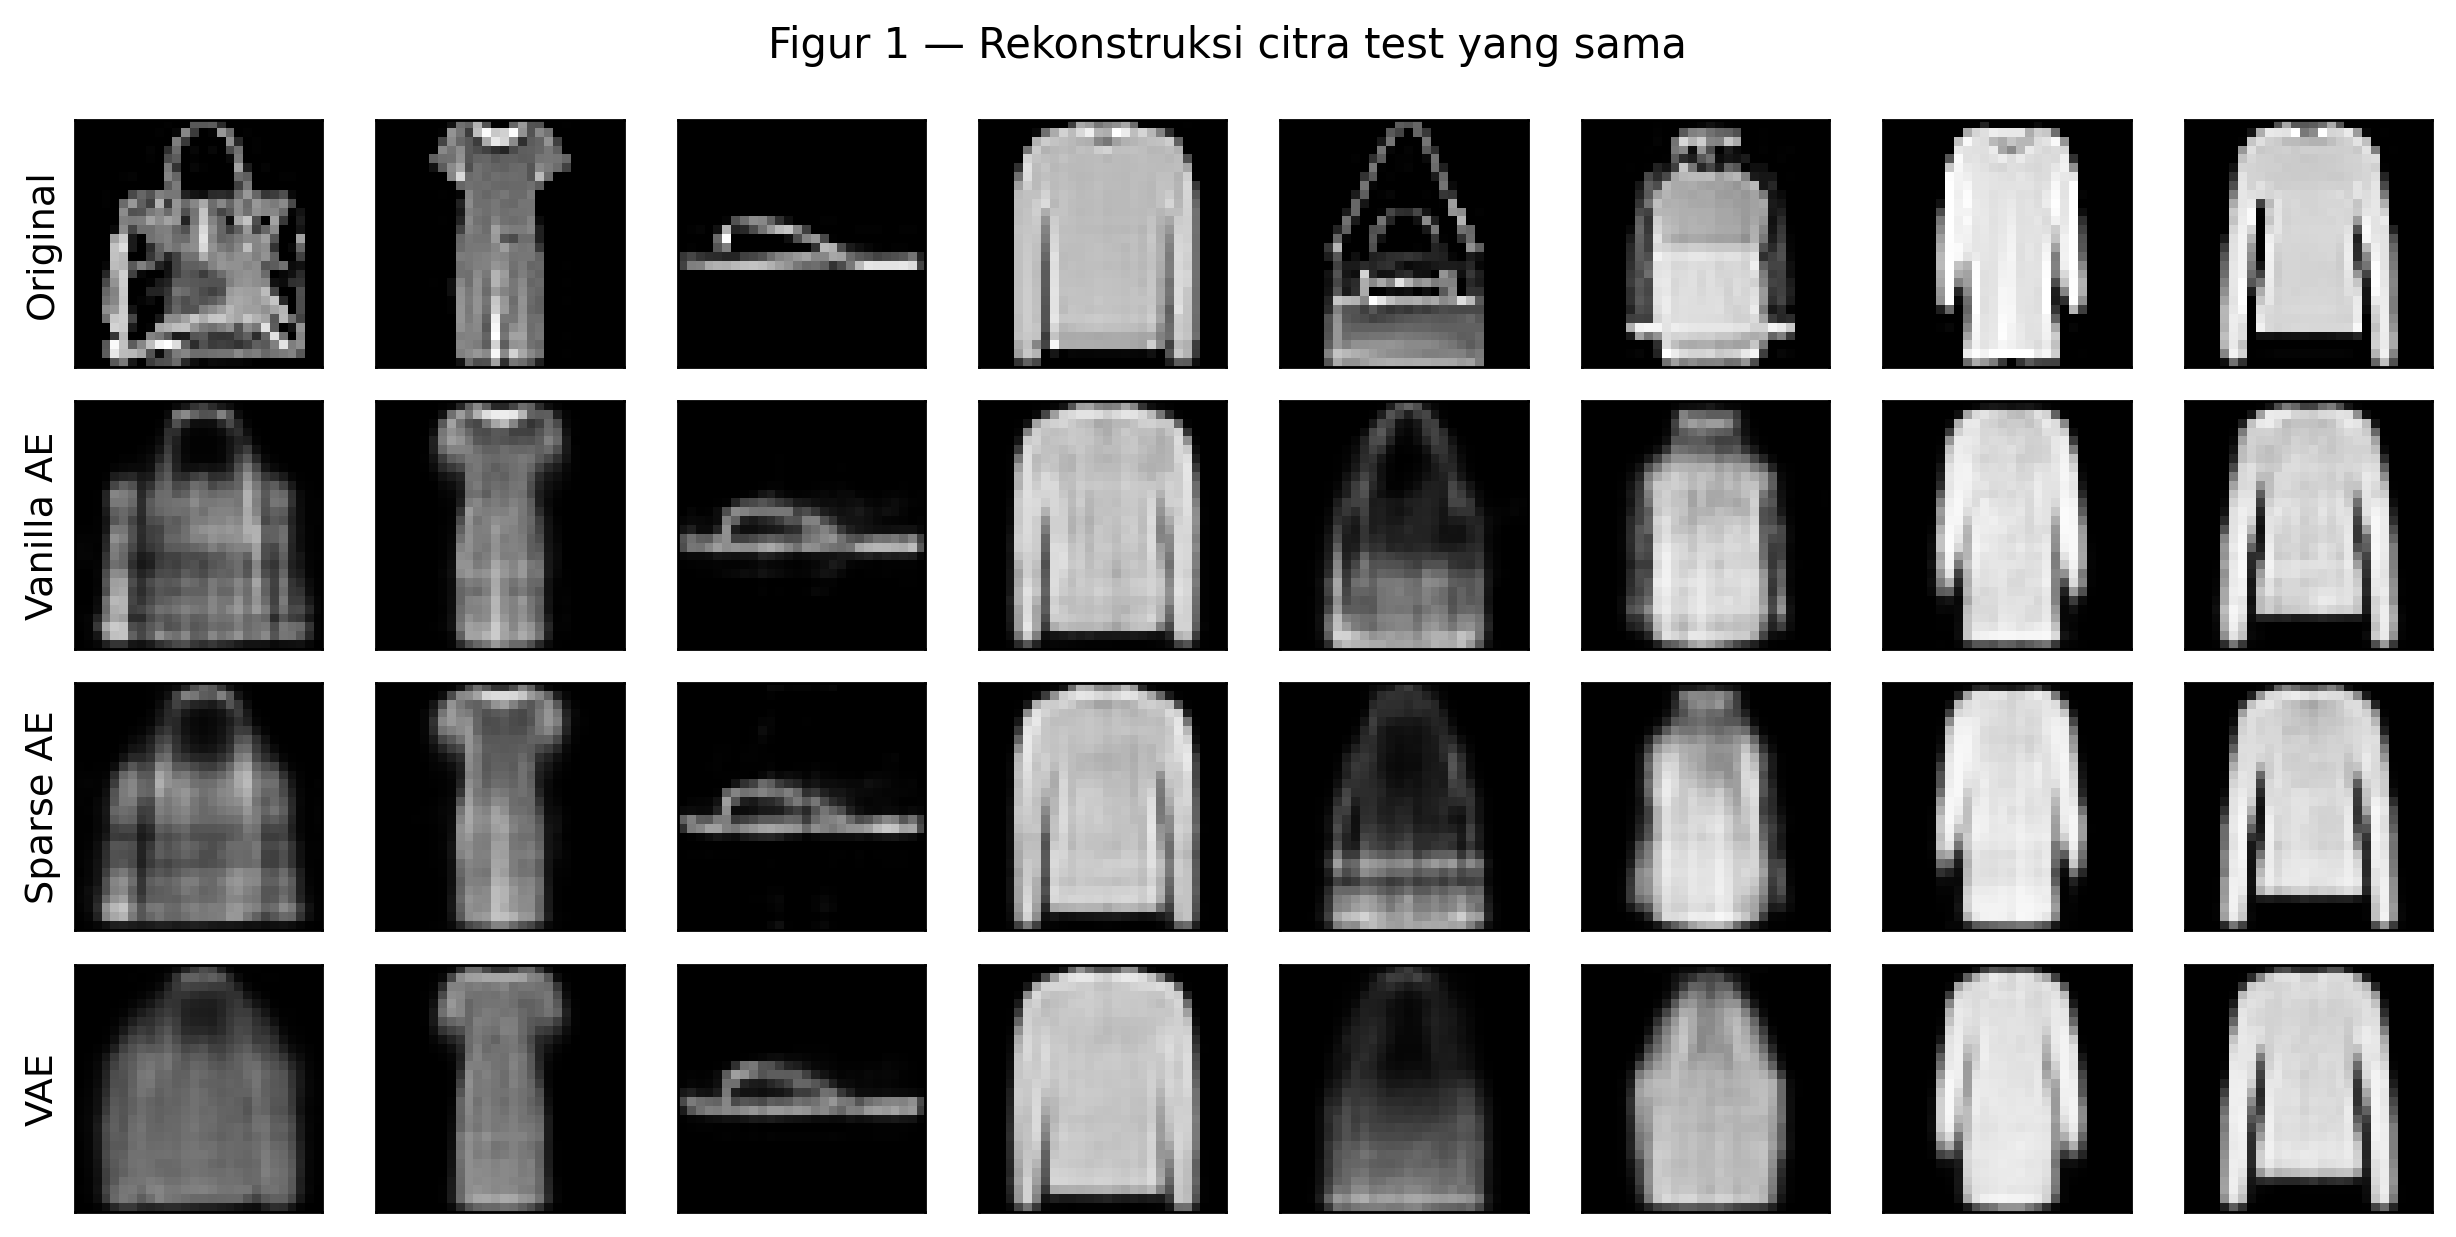 Figur 1 — Rekonstruksi citra test yang sama
Original
Vanilla AE
Sparse AE
VAE